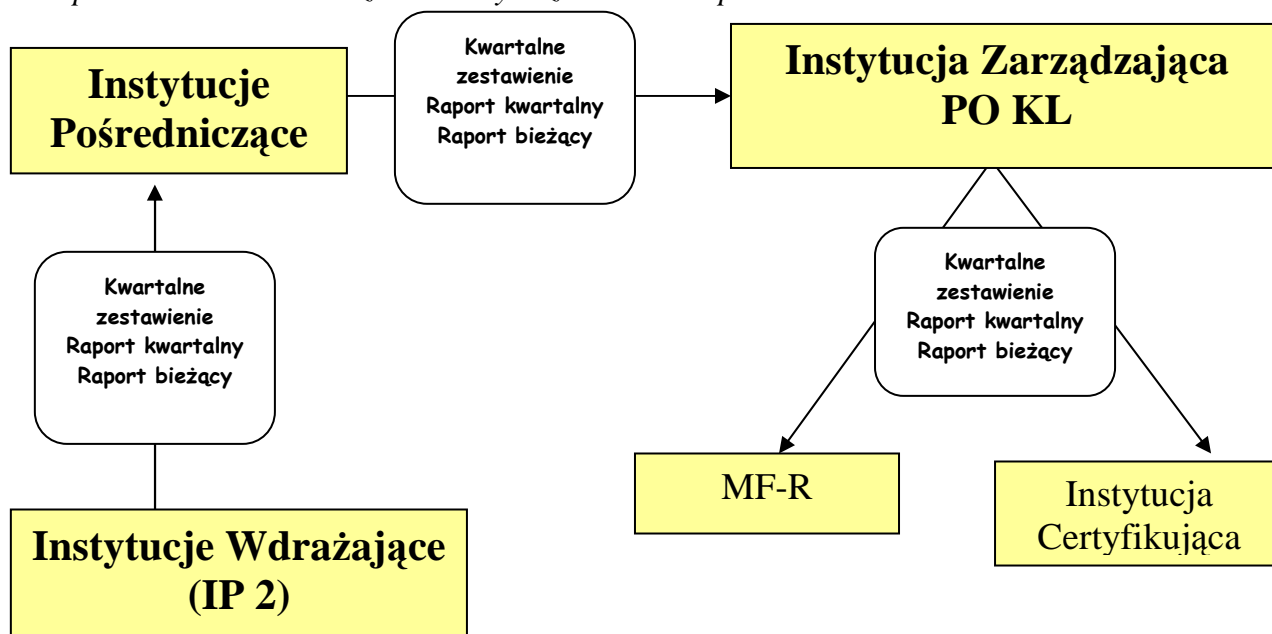 Instytucje
Pośredniczące
Kwartalne
zestawienie
Raport kwartalny
Raport bieżący
Instytucja Zarządzająca
PO KL
Kwartalne
zestawienie
Raport kwartalny
Raport bieżący
Kwartalne
zestawienie
Raport kwartalny
Raport bieżący
MF-R
Instytucja
Certyfikująca
Instytucje Wdrażające
(IP 2)